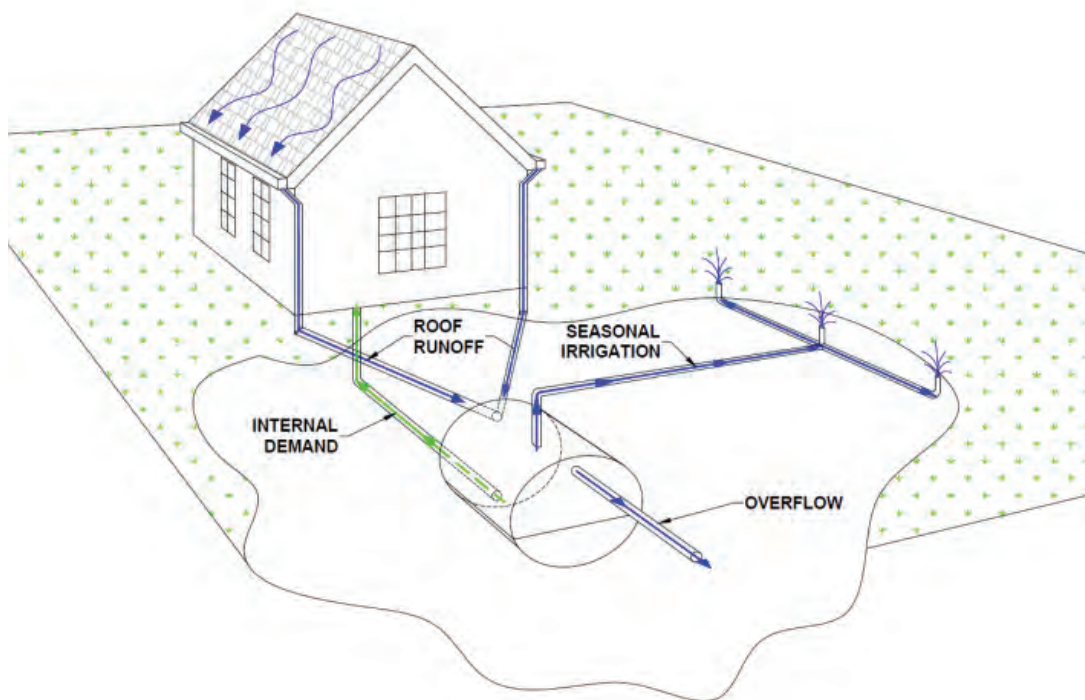 ROOF
RUNOFF
SEASONAL
IRRIGATION
INTERNAL
DEMAND
OVERFLOW